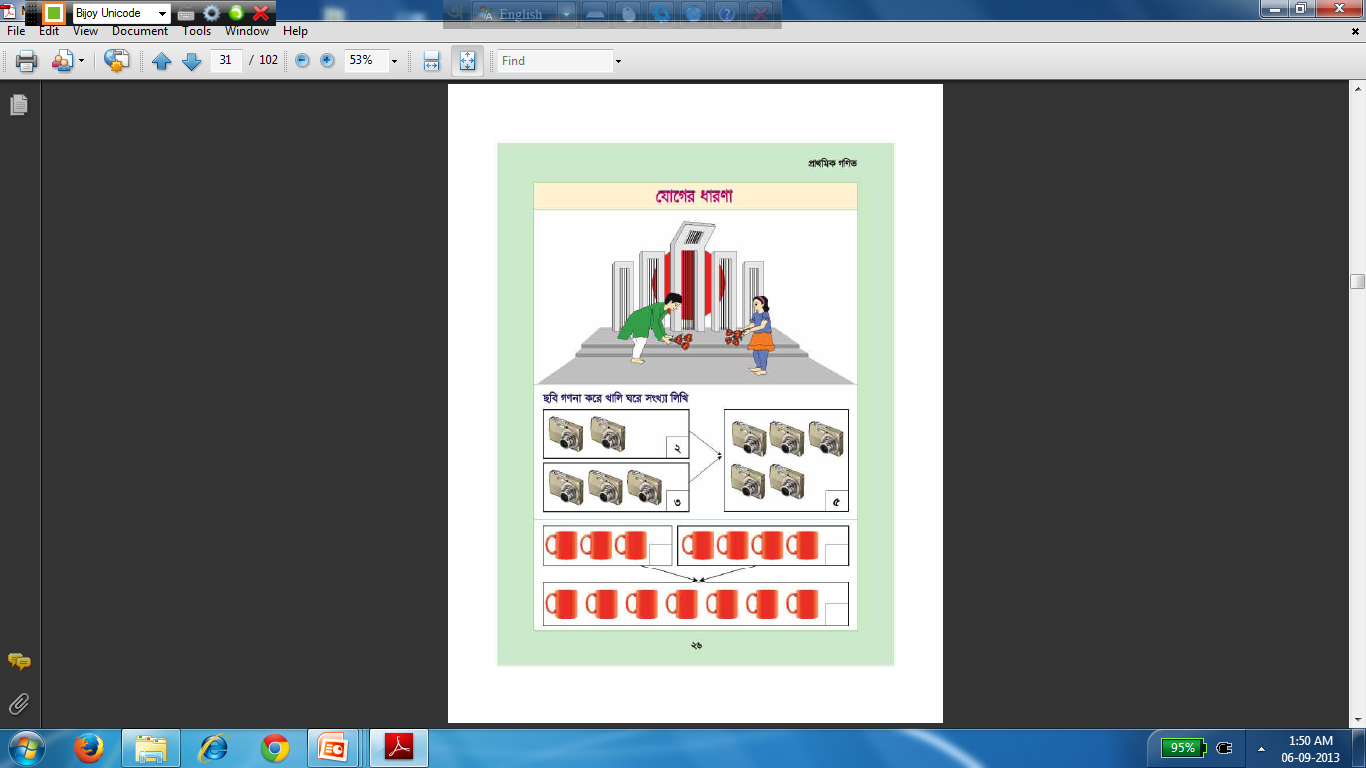 Bijoy Unicode
English
File Edit View Document Tools Window Help
31 / 102 53% Find
প্রাথমিক গণিত
যোগের ধারণা
ছবি গণনা করে খালি ঘরে সংখ্যা লিখি
২
৩
৫
২৬
95%
1:50 AM
06-09-2013